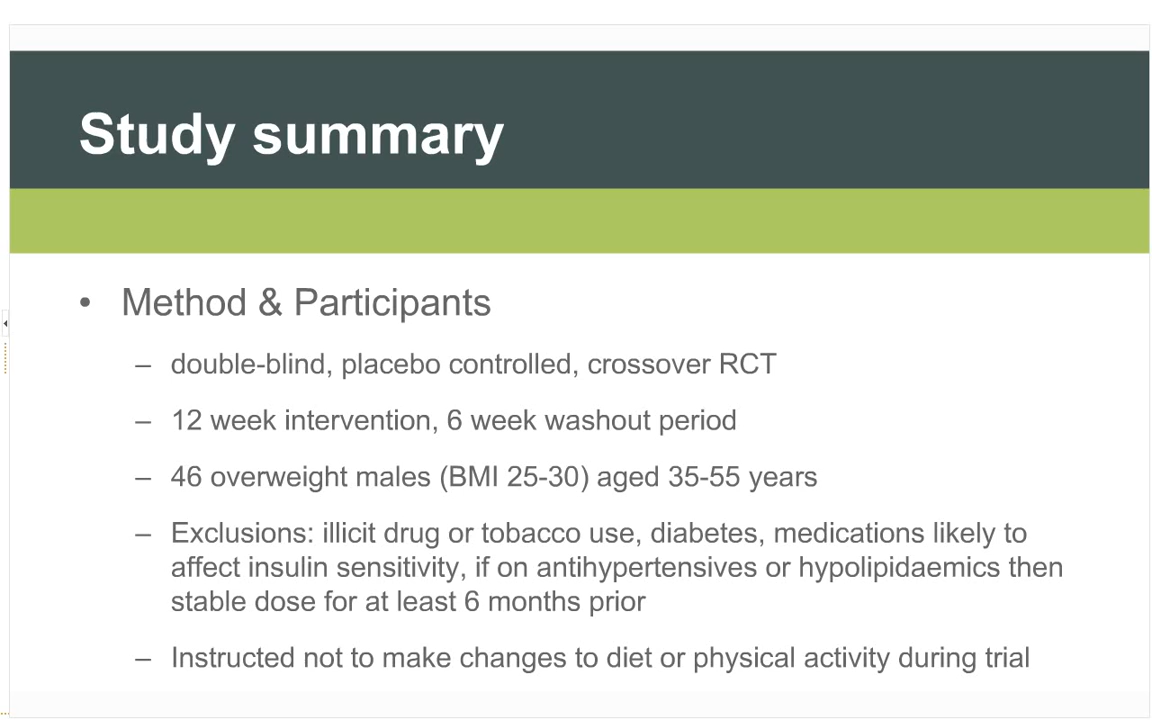 Study summary
• Method & Participants
– double-blind, placebo controlled, crossover RCT
– 12 week intervention, 6 week washout period
– 46 overweight males (BMI 25-30) aged 35-55 years
– Exclusions: illicit drug or tobacco use, diabetes, medications likely to
affect insulin sensitivity, if on antihypertensives or hypolipidaemics then
stable dose for at least 6 months prior
– Instructed not to make changes to diet or physical activity during trial